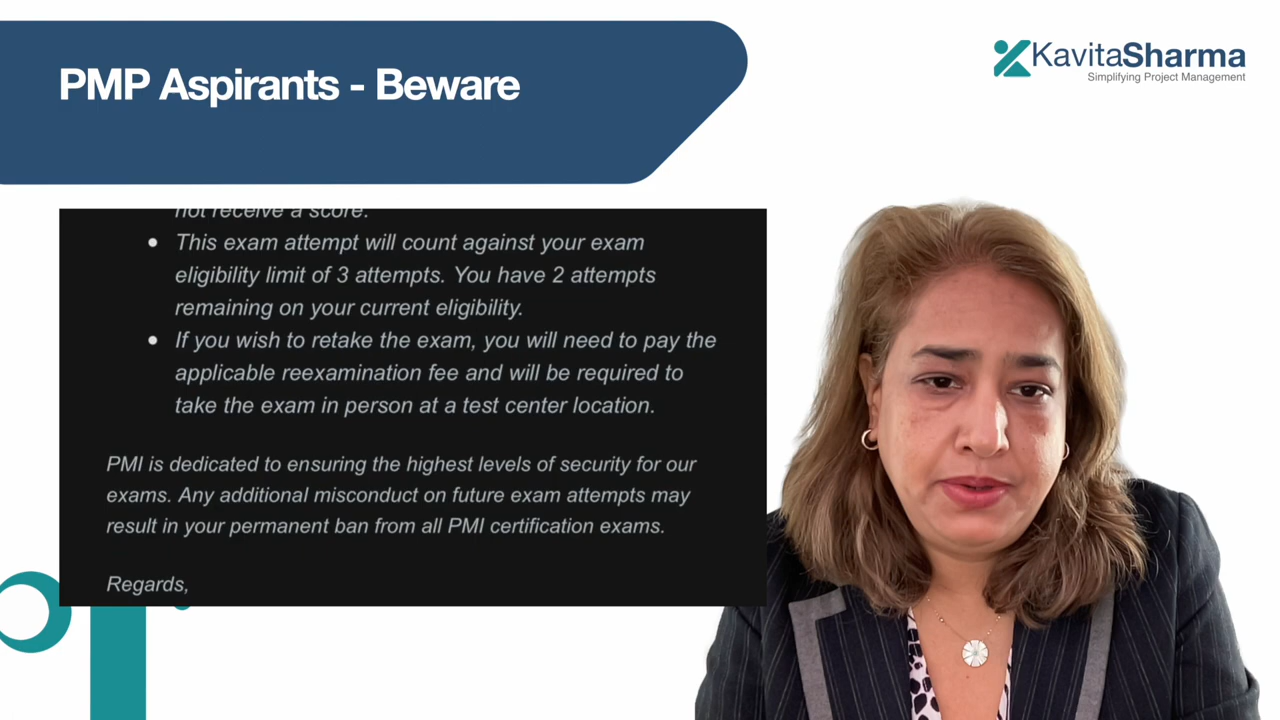 PMP Aspirants - Beware
KavitaSharma
Simplifying Project Management
not receive a score.
• This exam attempt will count against your exam
eligibility limit of 3 attempts. You have 2 attempts
remaining on your current eligibility.
• If you wish to retake the exam, you will need to pay the
applicable reexamination fee and will be required to
take the exam in person at a test center location.
PMI is dedicated to ensuring the highest levels of security for our
exams. Any additional misconduct on future exam attempts may
result in your permanent ban from all PMI certification exams.
Regards,